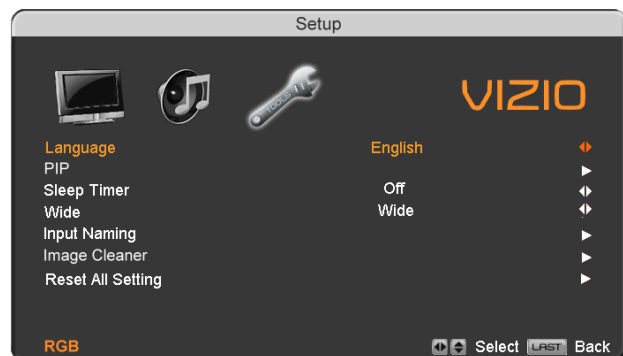 Setup
TOOLS
VIZIO
Language English
PIP
Sleep Timer Off
Wide Wide
Input Naming
Image Cleaner
Reset All Setting
RGB Select LAST Back